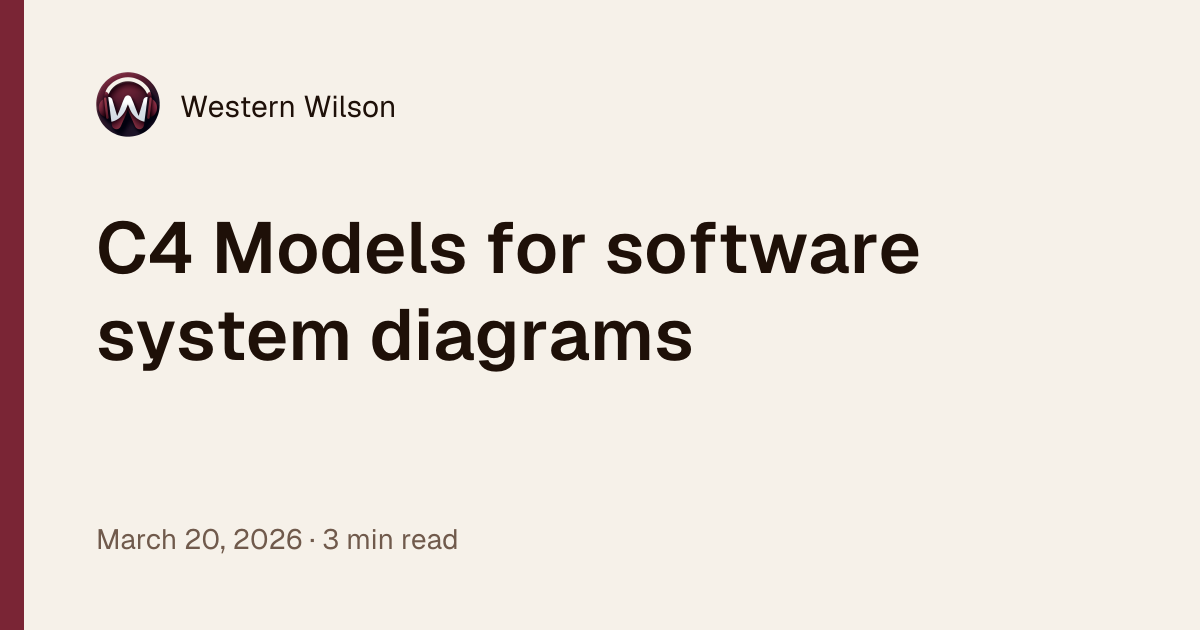 W
Western Wilson
C4 Models for software
system diagrams
March 20, 2026 · 3 min read